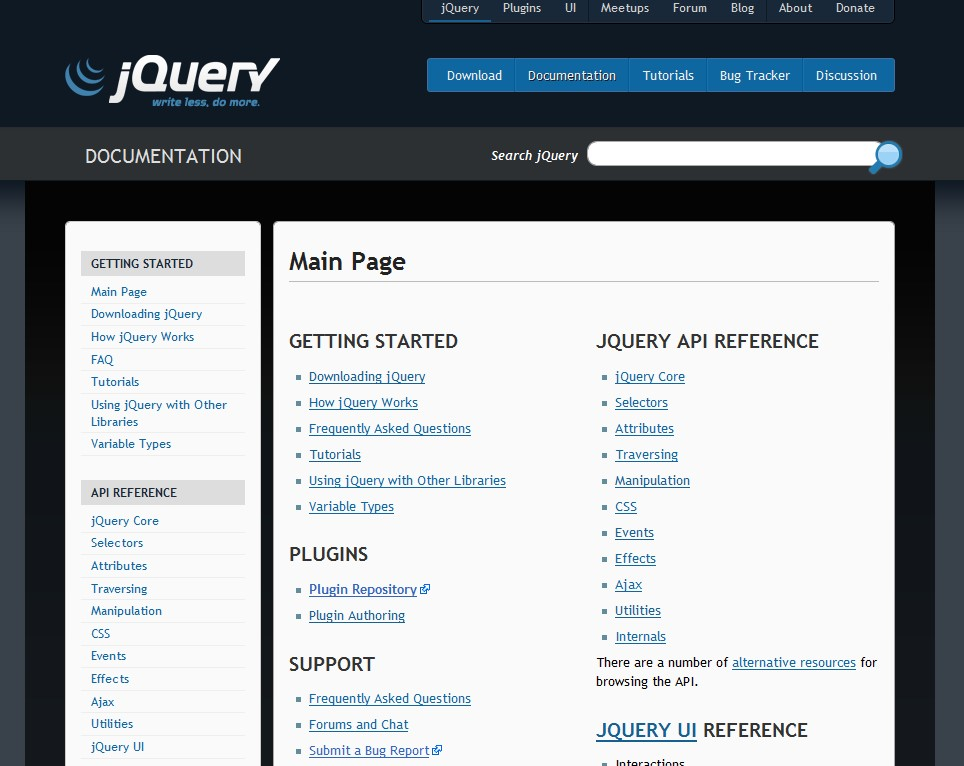 jQuery Plugins UI Meetups Forum Blog About Donate
jQuery
write less, do more.
Download Documentation Tutorials Bug Tracker Discussion
DOCUMENTATION
Search jQuery
GETTING STARTED
Main Page
Downloading jQuery
How jQuery Works
FAQ
Tutorials
Using jQuery with Other
Libraries
Variable Types
API REFERENCE
jQuery Core
Selectors
Attributes
Traversing
Manipulation
CSS
Events
Effects
Ajax
Utilities
jQuery UI
Main Page
GETTING STARTED
Downloading jQuery
How jQuery Works
Frequently Asked Questions
Tutorials
Using jQuery with Other Libraries
Variable Types
PLUGINS
Plugin Repository
Plugin Authoring
SUPPORT
Frequently Asked Questions
Forums and Chat
Submit a Bug Report
JQUERY API REFERENCE
jQuery Core
Selectors
Attributes
Traversing
Manipulation
CSS
Events
Effects
Ajax
Utilities
Internals
There are a number of alternative resources for
browsing the API.
JQUERY UI REFERENCE
Interactions